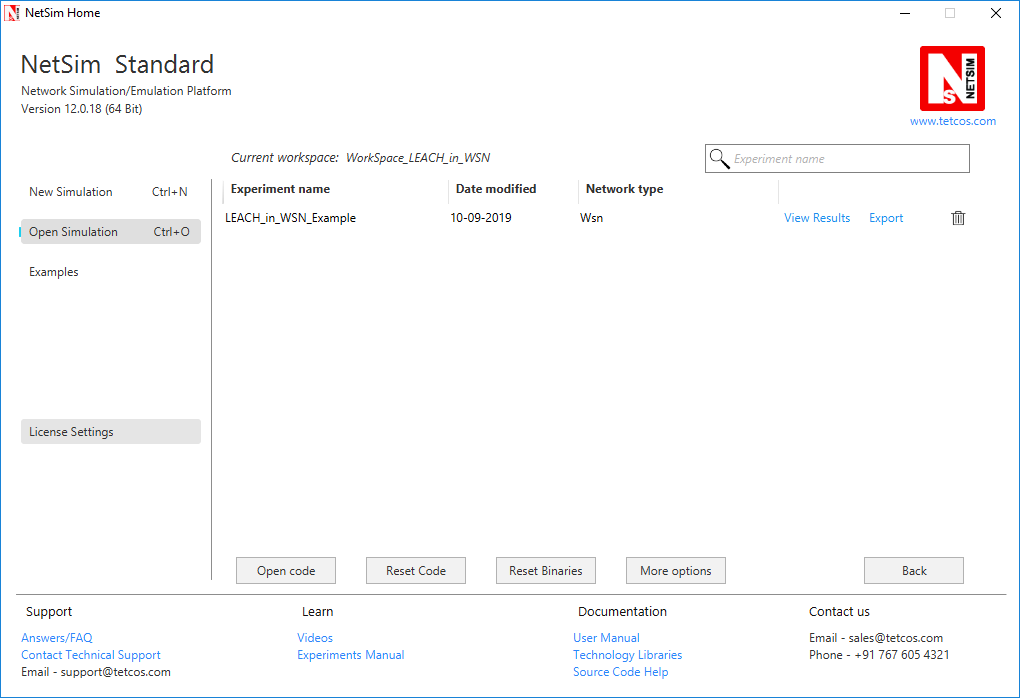 NetSim Home
NetSim Standard
Network Simulation/Emulation Platform
Version 12.0.18 (64 Bit)
NS NETSIM
www.tetcos.com
Current workspace: WorkSpace_LEACH_in_WSN
Experiment name
New Simulation Ctrl+N
Open Simulation Ctrl+O
Examples
License Settings
Experiment name Date modified Network type
LEACH_in_WSN_Example 10-09-2019 Wsn View Results Export
Open code Reset Code Reset Binaries More options Back
Support
Answers/FAQ
Contact Technical Support
Email - support@tetcos.com
Learn
Videos
Experiments Manual
Documentation
User Manual
Technology Libraries
Source Code Help
Contact us
Email - sales@tetcos.com
Phone - +91 767 605 4321